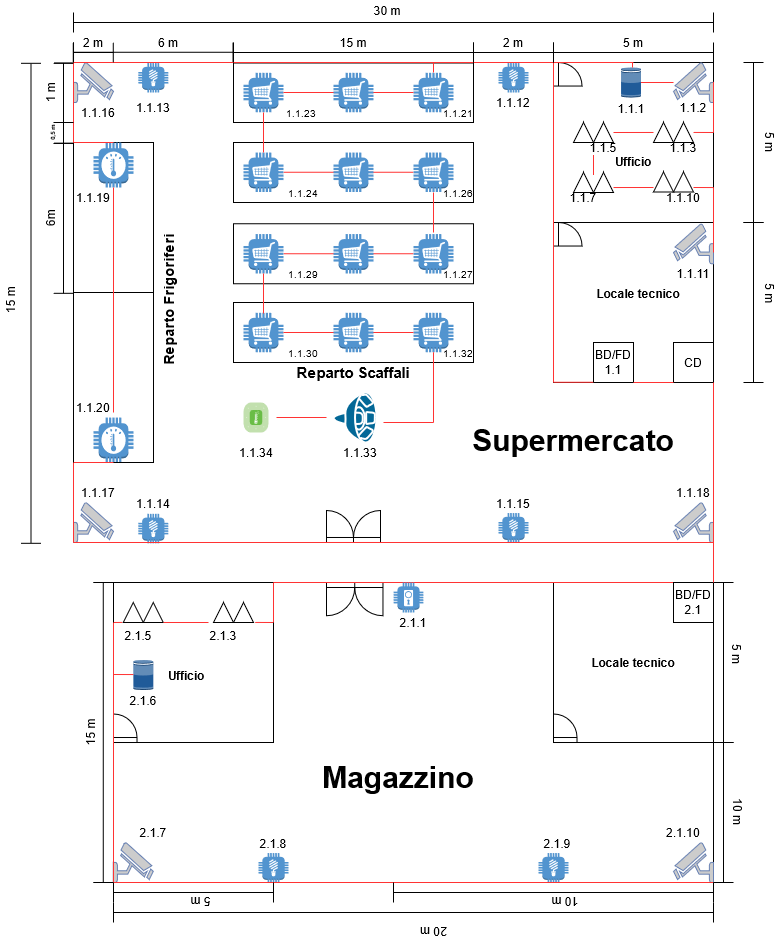 30 m
2 m
6 m
15 m
2 m
5 m
1 m
1.1.16
1.1.13
1.1.23
1.1.21
1.1.12
1.1.1
1.1.2
0,5 m
1.1.5
1.1.3
Ufficio
5 m
1.1.19
1.1.24
1.1.26
1.1.7
1.1.10
6m
15 m
Reparto Frigoriferi
1.1.29
1.1.27
1.1.11
Locale tecnico
5 m
1.1.30
1.1.32
BD/FD
1.1
CD
Reparto Scaffali
1.1.20
1.1.34
1.1.33
Supermercato
1.1.17
1.1.14
1.1.15
1.1.18
2.1.5
2.1.3
2.1.1
BD/FD
2.1
Ufficio
2.1.6
Locale tecnico
5 m
15 m
Magazzino
10 m
2.1.7
2.1.8
2.1.9
2.1.10
5 m
10 m
20 m